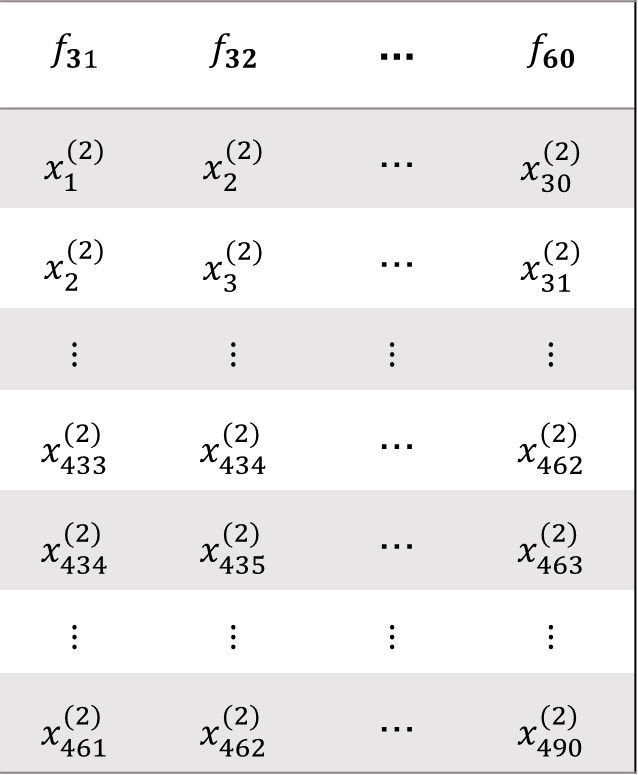 f₃₁ f₃₂ ⋯ f₆₀
x₁⁽²⁾ x₂⁽²⁾ ⋯ x₃₀⁽²⁾
x₂⁽²⁾ x₃⁽²⁾ ⋯ x₃₁⁽²⁾
⋮ ⋮ ⋮ ⋮
x₄₃₃⁽²⁾ x₄₃₄⁽²⁾ ⋯ x₄₆₂⁽²⁾
x₄₃₄⁽²⁾ x₄₃₅⁽²⁾ ⋯ x₄₆₃⁽²⁾
⋮ ⋮ ⋮ ⋮
x₄₆₁⁽²⁾ x₄₆₂⁽²⁾ ⋯ x₄₉₀⁽²⁾